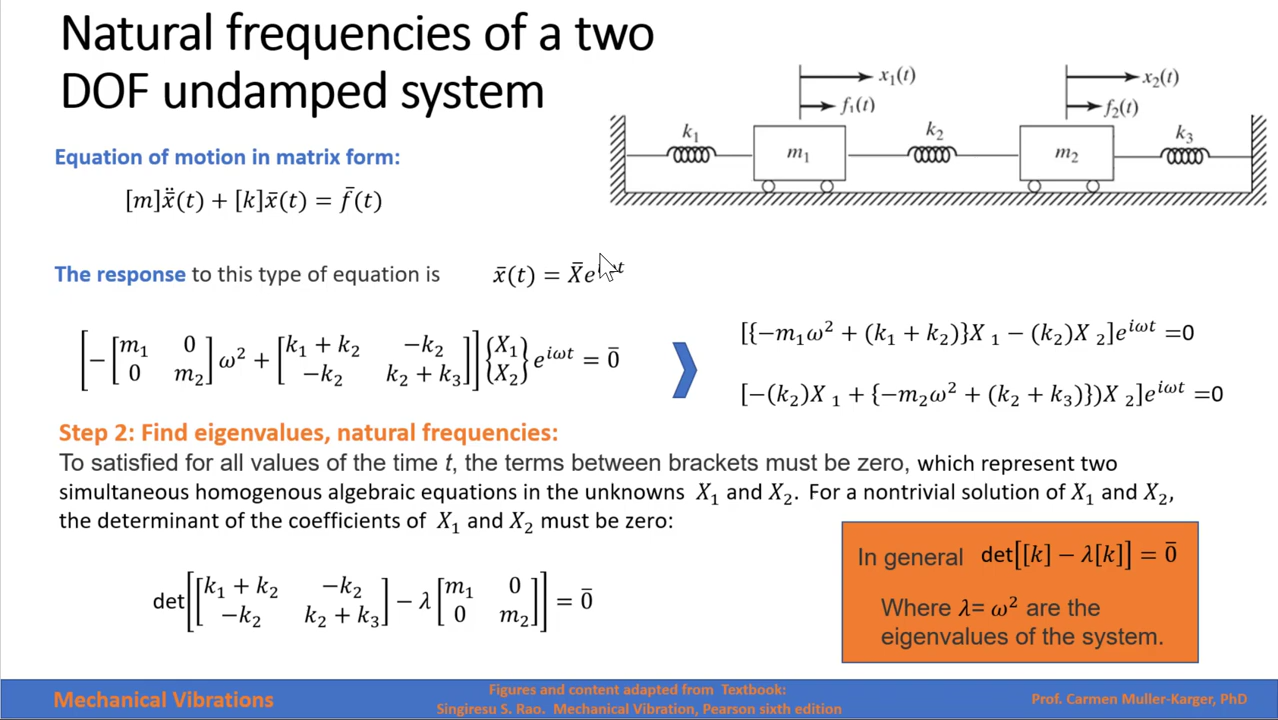 Natural frequencies of a two
DOF undamped system
x₁(t)
f₁(t)
x₂(t)
f₂(t)
k₁
m₁
k₂
m₂
k₃
Equation of motion in matrix form:
[m]ẍ̄(t) + [k]x̄(t) = f̄(t)
The response to this type of equation is x̄(t) = X̄e^{iωt}
[−[m₁ 0; 0 m₂]ω² + [k₁ + k₂ −k₂; −k₂ k₂ + k₃]]{X₁; X₂}e^{iωt} = 0̄
[{−m₁ω² + (k₁ + k₂)}X ₁ − (k₂)X ₂]e^{iωt} =0
[−(k₂)X ₁ + {−m₂ω² + (k₂ + k₃)})X ₂]e^{iωt} =0
Step 2: Find eigenvalues, natural frequencies:
To satisfied for all values of the time t, the terms between brackets must be zero, which represent two
simultaneous homogenous algebraic equations in the unknowns X₁ and X₂. For a nontrivial solution of X₁ and X₂,
the determinant of the coefficients of X₁ and X₂ must be zero:
det[[k₁ + k₂ −k₂; −k₂ k₂ + k₃] − λ[m₁ 0; 0 m₂]] = 0̄
In general det[[k] − λ[k]] = 0̄
Where λ= ω² are the
eigenvalues of the system.
Mechanical Vibrations
Figures and content adapted from Textbook:
Singiresu S. Rao. Mechanical Vibration, Pearson sixth edition
Prof. Carmen Muller-Karger, PhD